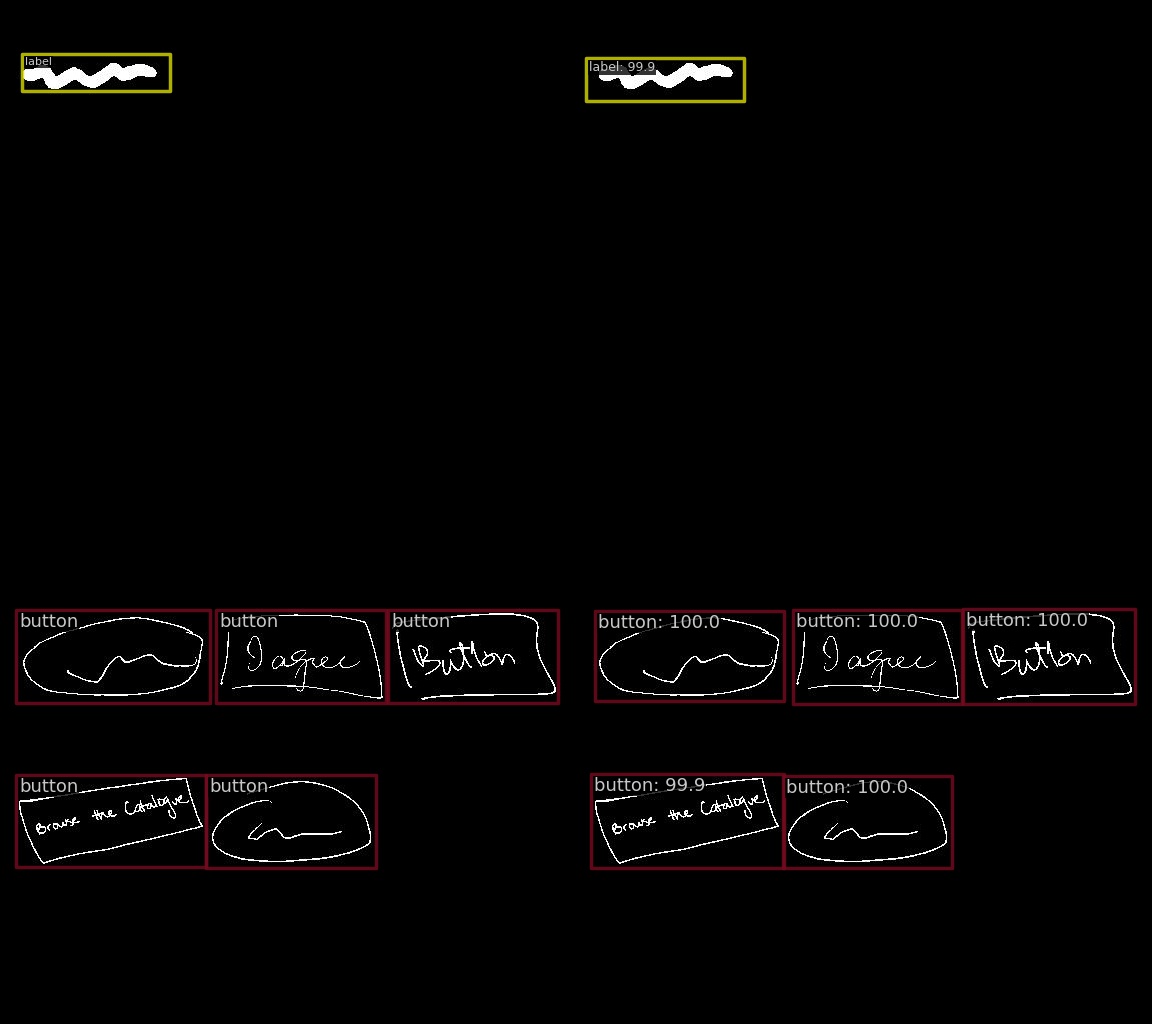 label label: 99.9
button button button button: 100.0 button: 100.0 button: 100.0
I agree Button I agree Button
button button button: 99.9 button: 100.0
Browse the Catalogue Browse the Catalogue